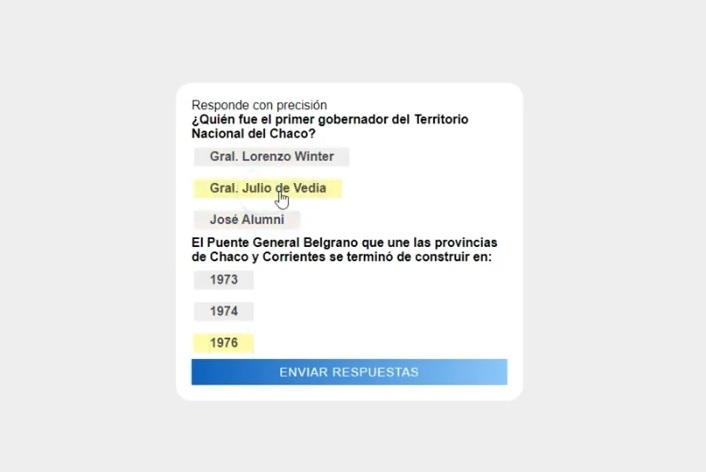 Responde con precisión
¿Quién fue el primer gobernador del Territorio
Nacional del Chaco?
Gral. Lorenzo Winter
Gral. Julio de Vedia
José Alumni
El Puente General Belgrano que une las provincias
de Chaco y Corrientes se terminó de construir en:
1973
1974
1976
ENVIAR RESPUESTAS